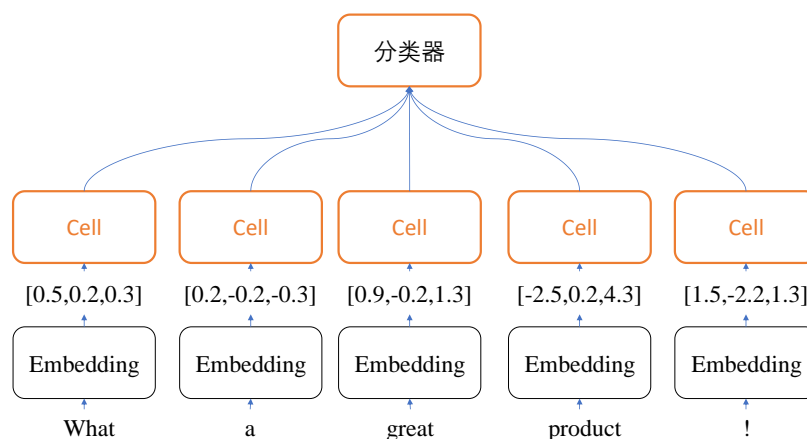 分类器
Cell Cell Cell Cell Cell
[0.5,0.2,0.3] [0.2,-0.2,-0.3] [0.9,-0.2,1.3] [-2.5,0.2,4.3] [1.5,-2.2,1.3]
Embedding Embedding Embedding Embedding Embedding
What a great product !